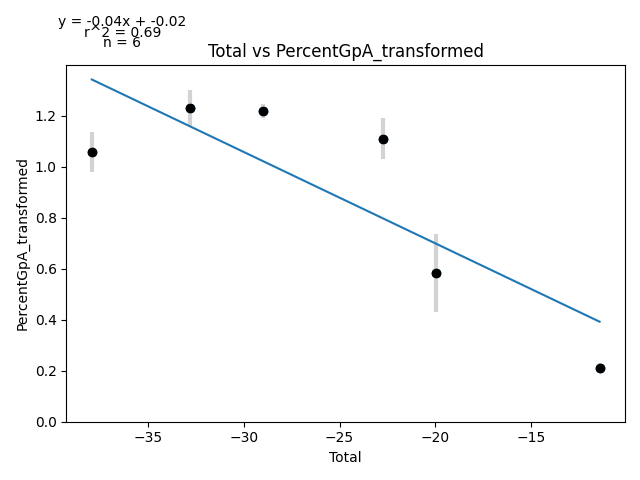 y = -0.04x + -0.02
r^2 = 0.69
n = 6
Total vs PercentGpA_transformed
PercentGpA_transformed
1.2
1.0
0.8
0.6
0.4
0.2
0.0
−35
−30
−25
−20
−15
Total